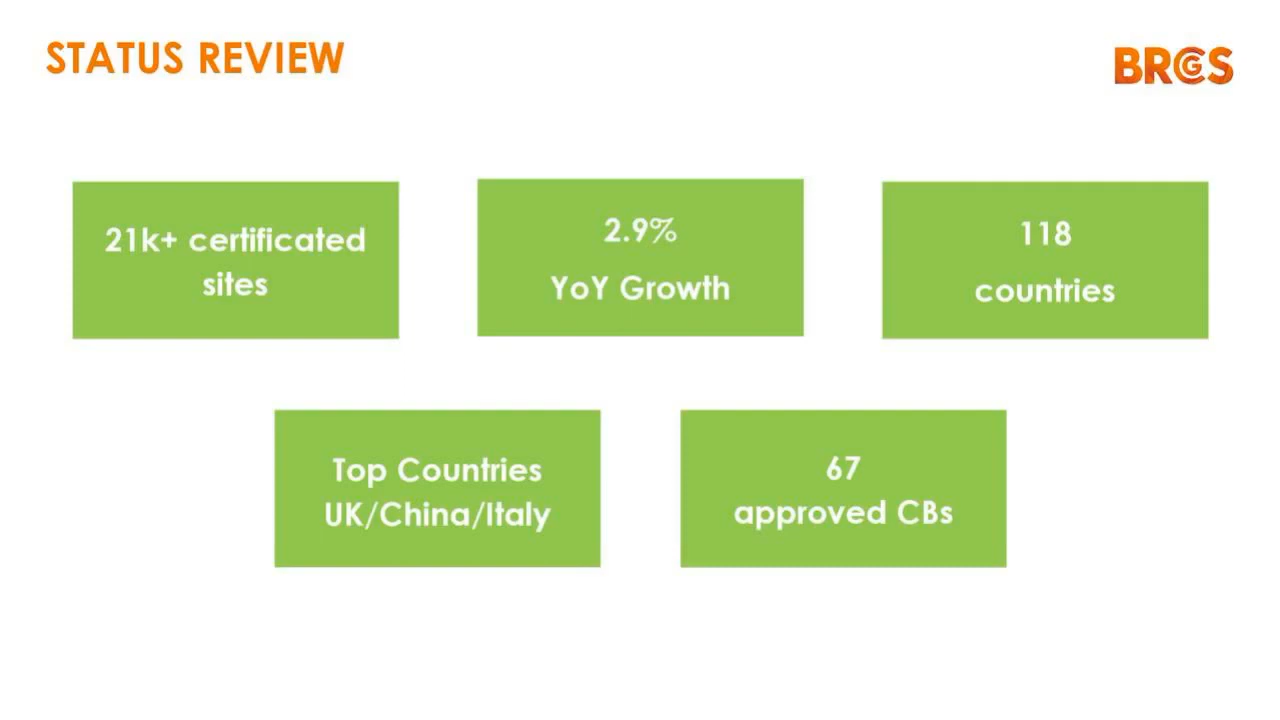 STATUS REVIEW
BRCGS
21k+ certificated
sites
2.9%
YoY Growth
118
countries
Top Countries
UK/China/Italy
67
approved CBs